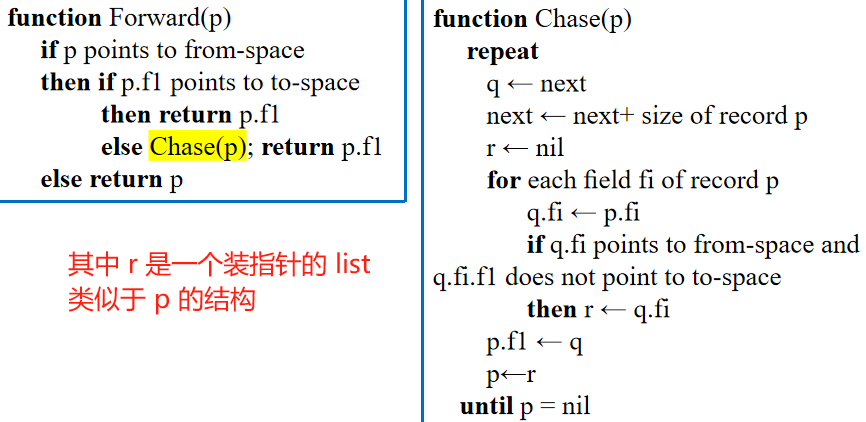 function Forward(p)
if p points to from-space
then if p.f1 points to to-space
then return p.f1
else Chase(p); return p.f1
else return p
其中 r 是一个装指针的 list
类似于 p 的结构
function Chase(p)
repeat
q ← next
next ← next+ size of record p
r ← nil
for each field fi of record p
q.fi ← p.fi
if q.fi points to from-space and
q.fi.f1 does not point to to-space
then r ← q.fi
p.f1 ← q
p←r
until p = nil